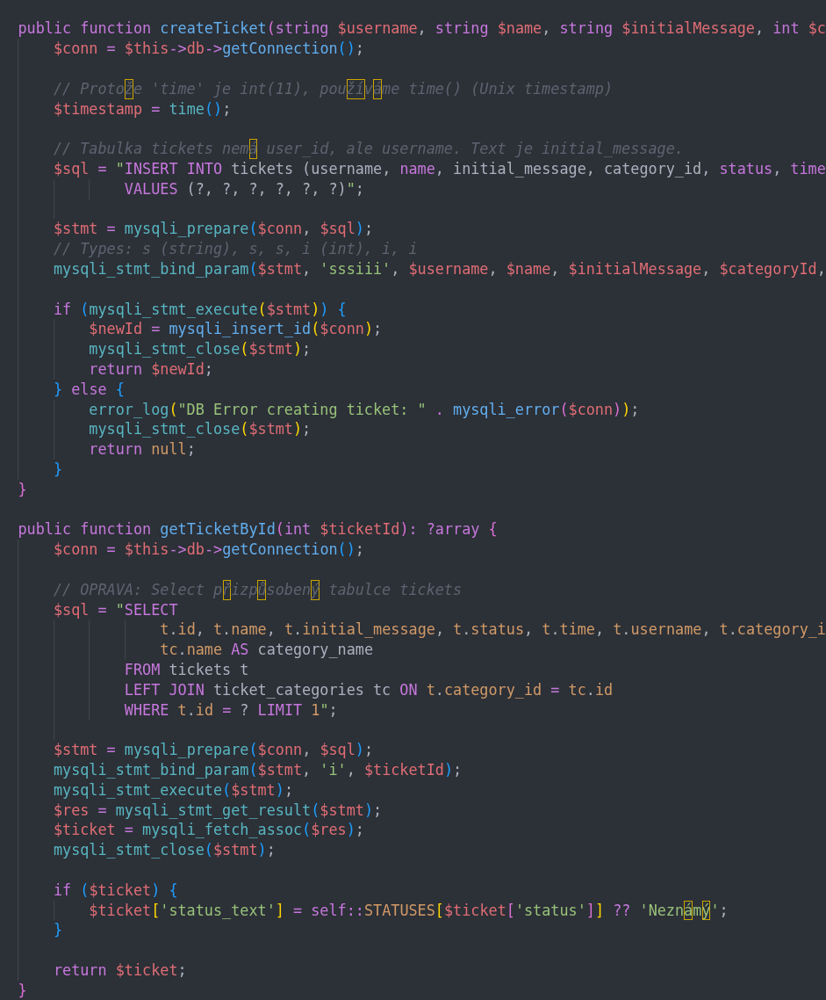 public function createTicket(string $username, string $name, string $initialMessage, int $c
$conn = $this->db->getConnection();
// Protože 'time' je int(11), používáme time() (Unix timestamp)
$timestamp = time();
// Tabulka tickets nemá user_id, ale username. Text je initial_message.
$sql = "INSERT INTO tickets (username, name, initial_message, category_id, status, time
VALUES (?, ?, ?, ?, ?, ?)";
$stmt = mysqli_prepare($conn, $sql);
// Types: s (string), s, s, i (int), i, i
mysqli_stmt_bind_param($stmt, 'sssiii', $username, $name, $initialMessage, $categoryId,
if (mysqli_stmt_execute($stmt)) {
$newId = mysqli_insert_id($conn);
mysqli_stmt_close($stmt);
return $newId;
} else {
error_log("DB Error creating ticket: " . mysqli_error($conn));
mysqli_stmt_close($stmt);
return null;
}
}
public function getTicketById(int $ticketId): ?array {
$conn = $this->db->getConnection();
// OPRAVA: Select přizpůsobený tabulce tickets
$sql = "SELECT
t.id, t.name, t.initial_message, t.status, t.time, t.username, t.category_i
tc.name AS category_name
FROM tickets t
LEFT JOIN ticket_categories tc ON t.category_id = tc.id
WHERE t.id = ? LIMIT 1";
$stmt = mysqli_prepare($conn, $sql);
mysqli_stmt_bind_param($stmt, 'i', $ticketId);
mysqli_stmt_execute($stmt);
$res = mysqli_stmt_get_result($stmt);
$ticket = mysqli_fetch_assoc($res);
mysqli_stmt_close($stmt);
if ($ticket) {
$ticket['status_text'] = self::STATUSES[$ticket['status']] ?? 'Neznámý';
}
return $ticket;
}